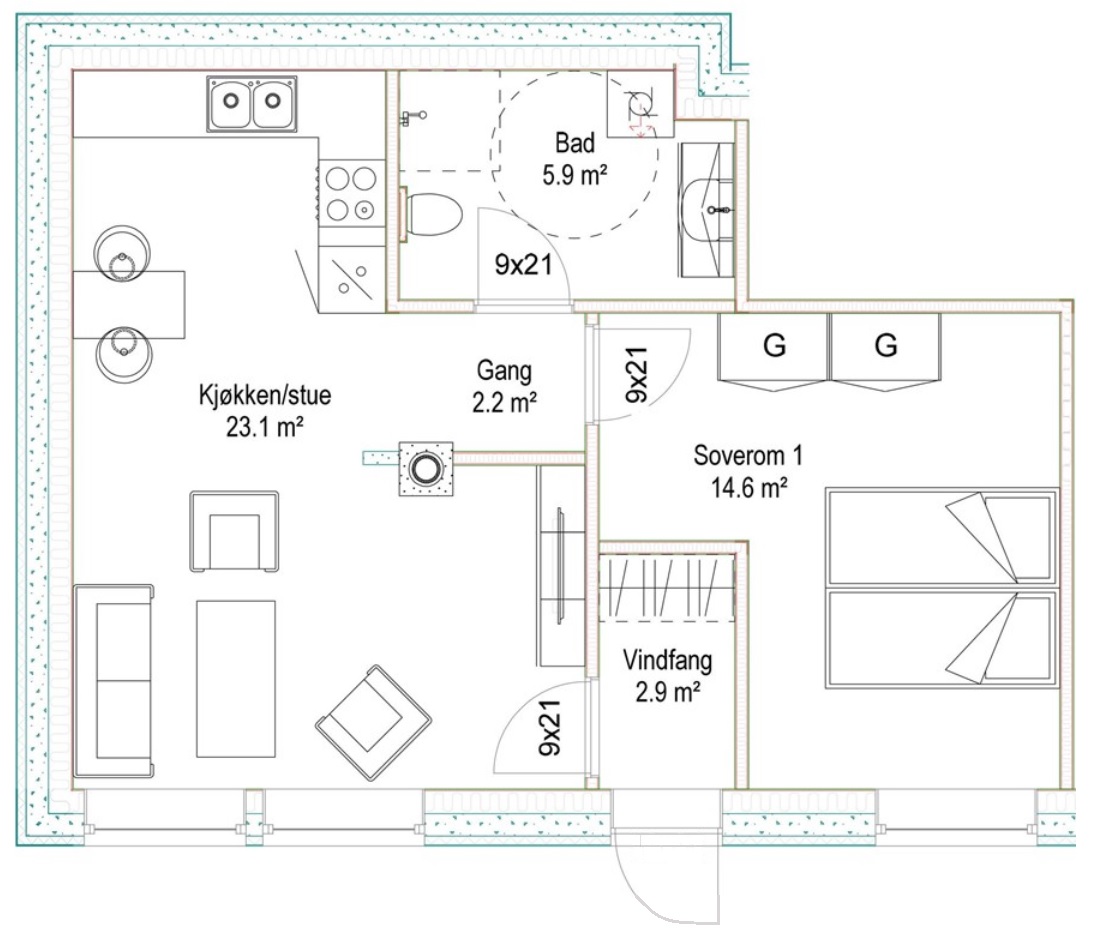 Bad
5.9 m²
9x21
Gang
2.2 m²
9x21
G
G
Kjøkken/stue
23.1 m²
Soverom 1
14.6 m²
Vindfang
2.9 m²
9x21